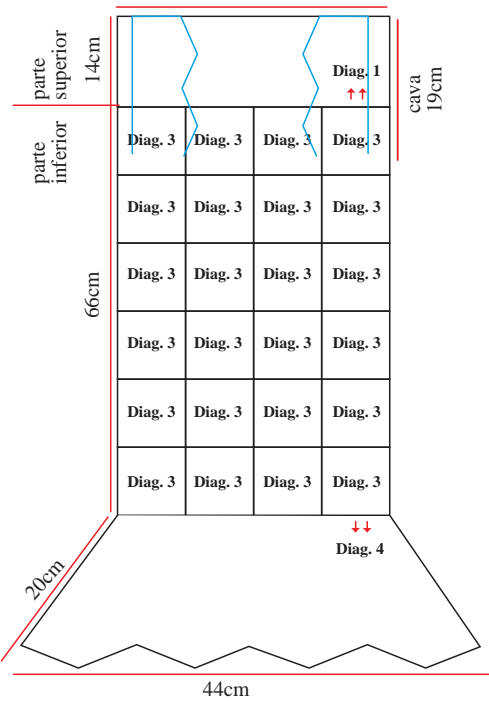 parte
superior
14cm
Diag. 1
cava
19cm
parte
inferior
66cm
Diag. 3 Diag. 3 Diag. 3 Diag. 3
Diag. 3 Diag. 3 Diag. 3 Diag. 3
Diag. 3 Diag. 3 Diag. 3 Diag. 3
Diag. 3 Diag. 3 Diag. 3 Diag. 3
Diag. 3 Diag. 3 Diag. 3 Diag. 3
Diag. 3 Diag. 3 Diag. 3 Diag. 3
Diag. 4
20cm
44cm